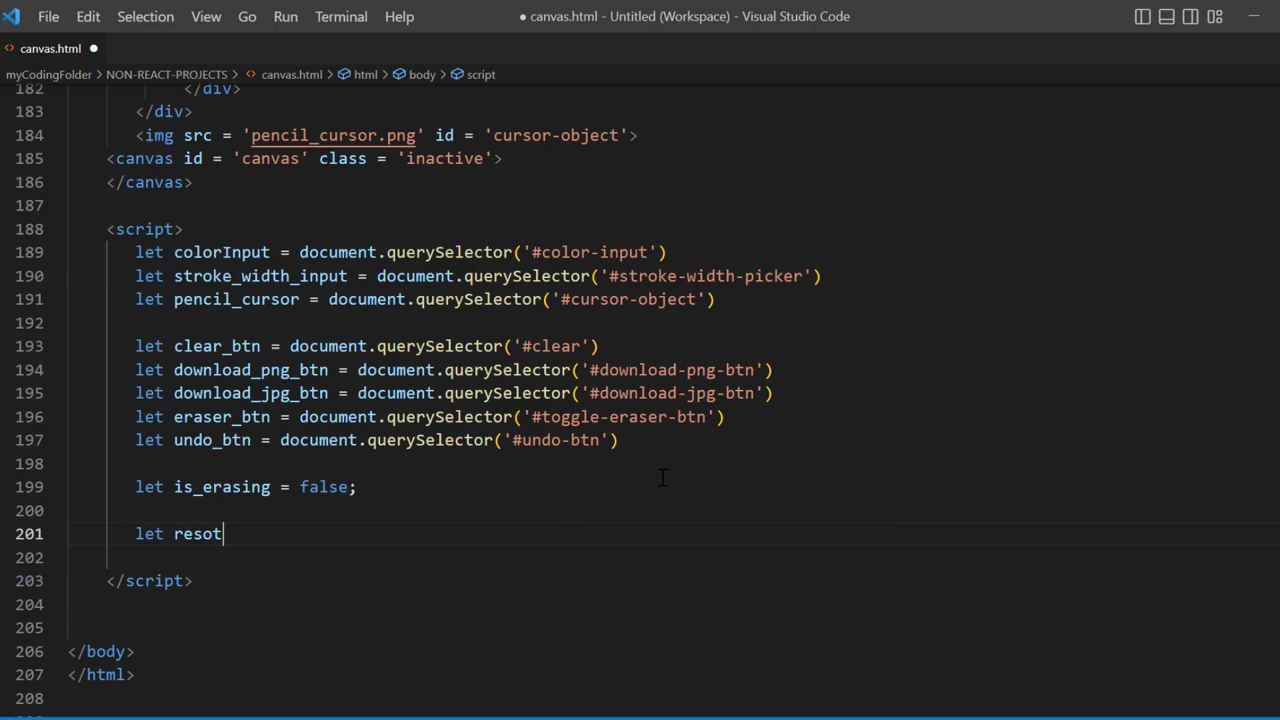 File Edit Selection View Go Run Terminal Help ● canvas.html - Untitled (Workspace) - Visual Studio Code
<> canvas.html ●
myCodingFolder > NON-REACT-PROJECTS > <> canvas.html > html > body > script
182 </div>
183 </div>
184 <img src = 'pencil_cursor.png' id = 'cursor-object'>
185 <canvas id = 'canvas' class = 'inactive'>
186 </canvas>
187
188 <script>
189 let colorInput = document.querySelector('#color-input')
190 let stroke_width_input = document.querySelector('#stroke-width-picker')
191 let pencil_cursor = document.querySelector('#cursor-object')
192
193 let clear_btn = document.querySelector('#clear')
194 let download_png_btn = document.querySelector('#download-png-btn')
195 let download_jpg_btn = document.querySelector('#download-jpg-btn')
196 let eraser_btn = document.querySelector('#toggle-eraser-btn')
197 let undo_btn = document.querySelector('#undo-btn')
198
199 let is_erasing = false;
200
201 let resot
202
203 </script>
204
205
206 </body>
207 </html>
208